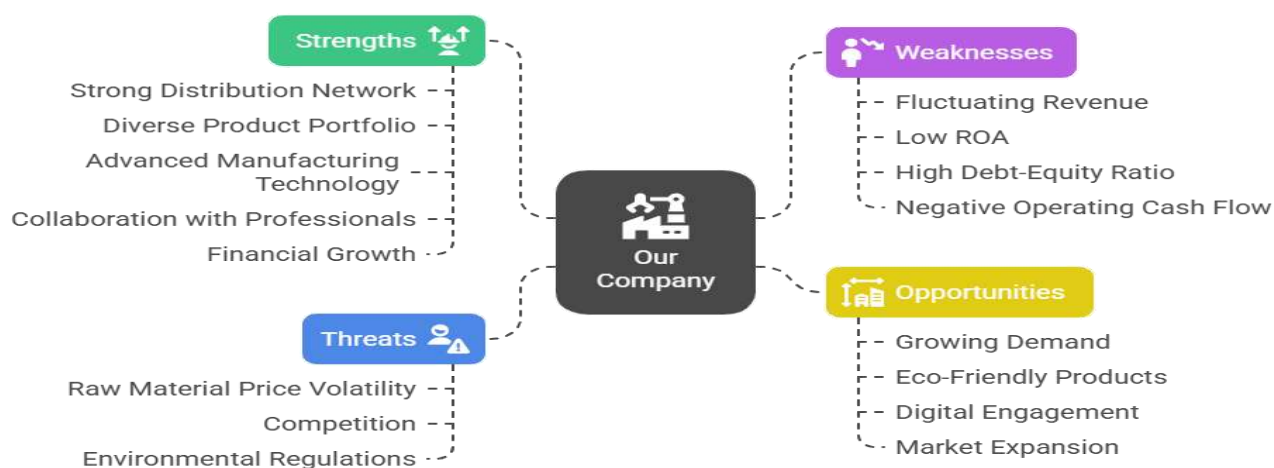 Strengths
Strong Distribution Network
Diverse Product Portfolio
Advanced Manufacturing
Technology
Collaboration with Professionals
Financial Growth
Threats
Raw Material Price Volatility
Competition
Environmental Regulations
Our
Company
Weaknesses
Fluctuating Revenue
Low ROA
High Debt-Equity Ratio
Negative Operating Cash Flow
Opportunities
Growing Demand
Eco-Friendly Products
Digital Engagement
Market Expansion